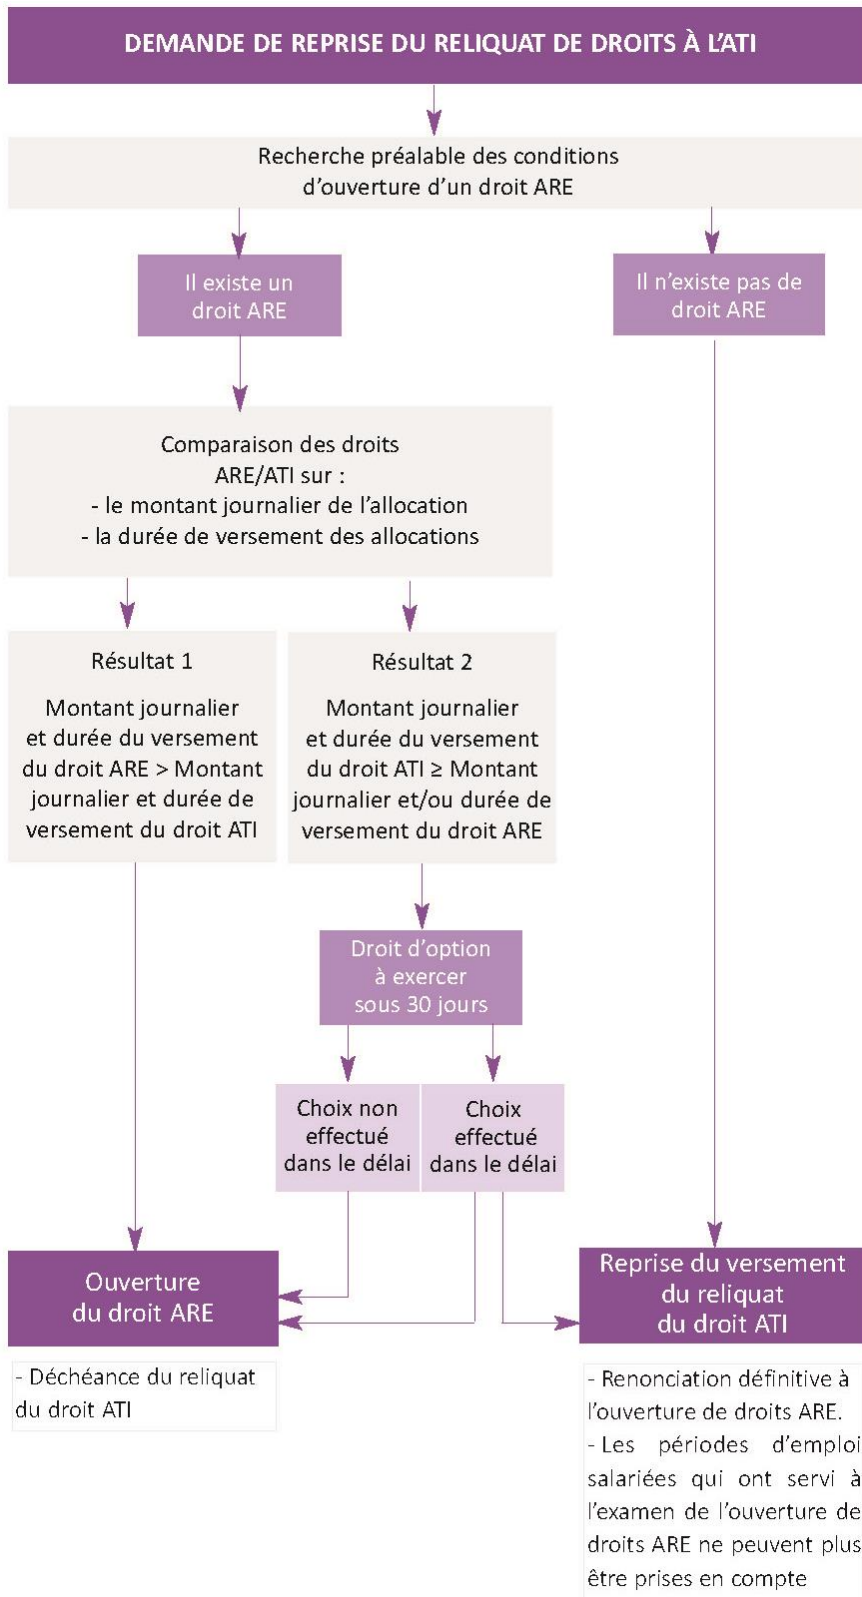 DEMANDE DE REPRISE DU RELIQUAT DE DROITS À L'ATI
Recherche préalable des conditions
d'ouverture d'un droit ARE
Il existe un
droit ARE
Il n'existe pas de
droit ARE
Comparaison des droits
ARE/ATI sur :
- le montant journalier de l'allocation
- la durée de versement des allocations
Résultat 1
Montant journalier
et durée du versement
du droit ARE > Montant
journalier et durée de
versement du droit ATI
Résultat 2
Montant journalier
et durée du versement
du droit ATI ≥ Montant
journalier et/ou durée de
versement du droit ARE
Droit d'option
à exercer
sous 30 jours
Choix non
effectué
dans le délai
Choix
effectué
dans le délai
Ouverture
du droit ARE
Reprise du versement
du reliquat
du droit ATI
- Déchéance du reliquat
du droit ATI
- Renonciation définitive à
l'ouverture de droits ARE.
- Les périodes d'emploi
salariées qui ont servi à
l'examen de l'ouverture de
droits ARE ne peuvent plus
être prises en compte